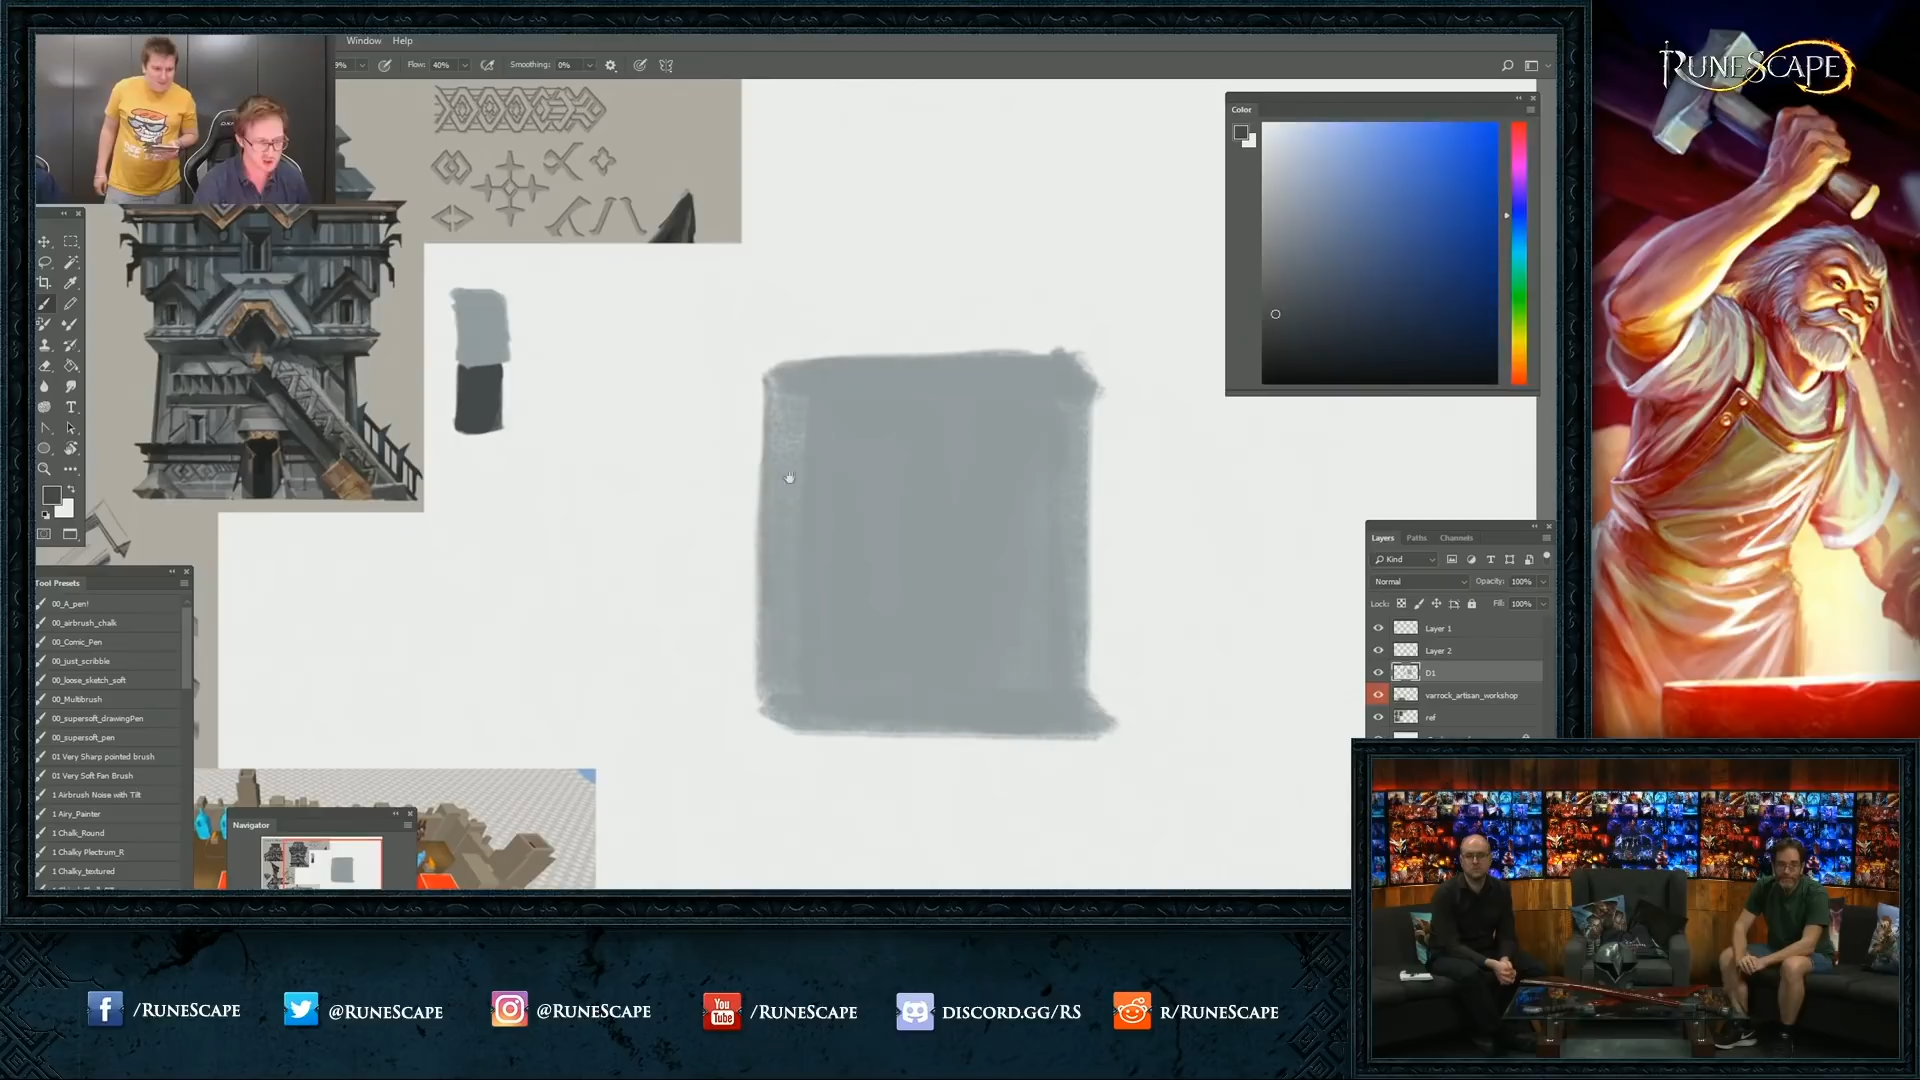 Window Help
9% Flow: 40% Smoothing: 0%
RUNESCAPE
Color
Tool Presets
00_A_pen!
00_airbrush_chalk
00_Comic_Pen
00_just_scribble
00_loose_sketch_soft
00_Multibrush
00_supersoft_drawingPen
00_supersoft_pen
01 Very Sharp pointed brush
01 Very Soft Fan Brush
1 Airbrush Noise with Tilt
1 Airy_Painter
1 Chalk_Round
1 Chalky Plectrum_R
1 Chalky_textured
Navigator
Layers Paths Channels
Kind
Normal Opacity: 100%
Lock: Fill: 100%
Layer 1
Layer 2
D1
varrock_artisan_workshop
ref
/RUNESCAPE
@RUNESCAPE
@RUNESCAPE
You Tube
/RUNESCAPE
DISCORD.GG/RS
R/RUNESCAPE